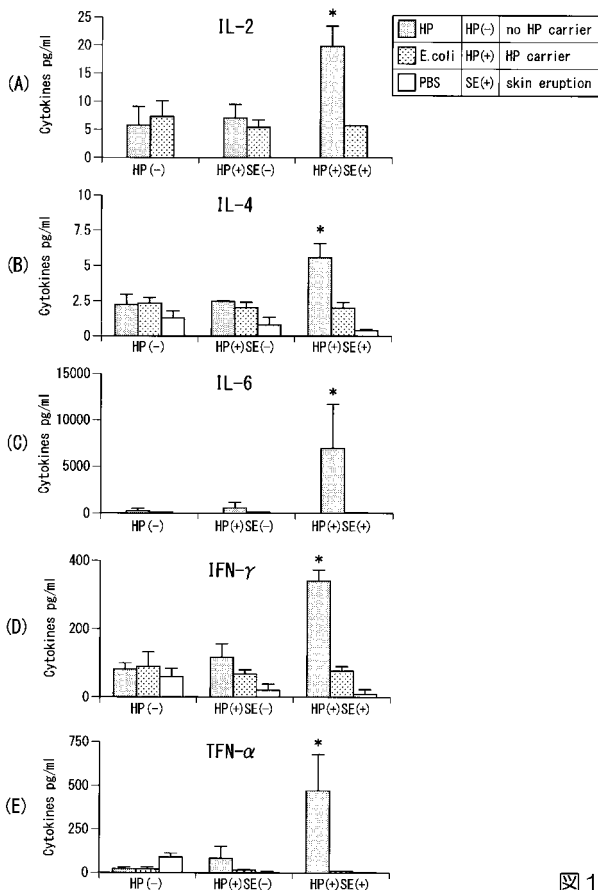 HP HP(-) no HP carrier
E.coli HP(+) HP carrier
PBS SE(+) skin eruption
(A)
IL-2
Cytokines pg/ml
25
20
15
10
5
0
*
HP(-) HP(+)SE(-) HP(+)SE(+)
(B)
IL-4
Cytokines pg/ml
10
7.5
5
2.5
0
*
HP(-) HP(+)SE(-) HP(+)SE(+)
(C)
IL-6
Cytokines pg/ml
15000
10000
5000
0
*
HP(-) HP(+)SE(-) HP(+)SE(+)
(D)
IFN-γ
Cytokines pg/ml
400
200
0
*
HP(-) HP(+)SE(-) HP(+)SE(+)
(E)
TFN-α
Cytokines pg/ml
750
500
250
0
*
HP(-) HP(+)SE(-) HP(+)SE(+)
図1